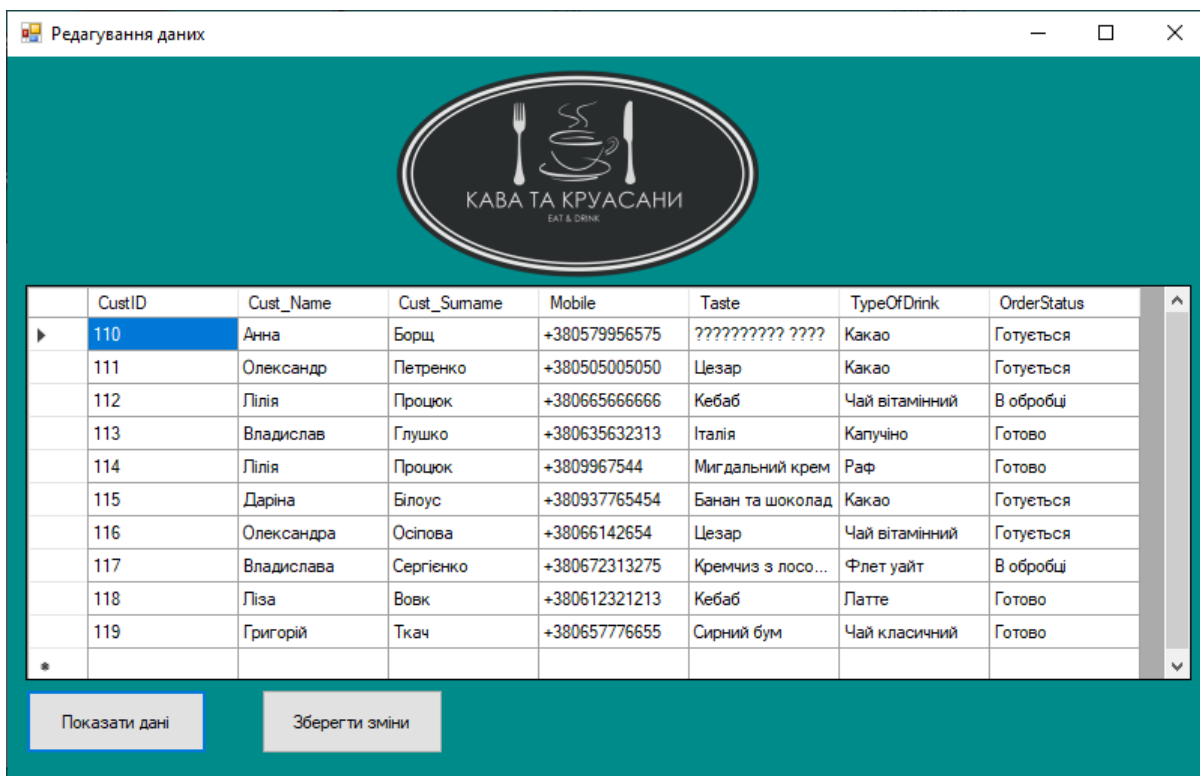 Редагування даних
КАВА ТА КРУАСАНИ
EAT & DRINK
CustID Cust_Name Cust_Surname Mobile Taste TypeOfDrink OrderStatus
110 Анна Борщ +380579956575 ?????????? ???? Какао Готується
111 Олександр Петренко +380505005050 Цезар Какао Готується
112 Лілія Процюк +380665666666 Кебаб Чай вітамінний В обробці
113 Владислав Глушко +380635632313 Італія Капучіно Готово
114 Лілія Процюк +3809967544 Мигдальний крем Раф Готово
115 Даріна Білоус +380937765454 Банан та шоколад Какао Готується
116 Олександра Осіпова +38066142654 Цезар Чай вітамінний Готується
117 Владислава Сергієнко +380672313275 Кремчиз з лосо... Флет уайт В обробці
118 Ліза Вовк +380612321213 Кебаб Латте Готово
119 Григорій Ткач +380657776655 Сирний бум Чай класичний Готово
Показати дані Зберегти зміни